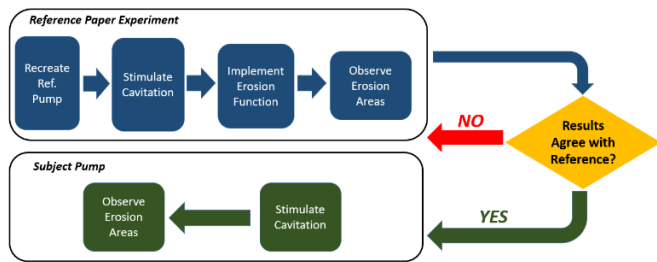 Reference Paper Experiment
Recreate
Ref.
Pump
Stimulate
Cavitation
Implement
Erosion
Function
Observe
Erosion
Areas
NO
Results
Agree with
Reference?
Subject Pump
Observe
Erosion
Areas
Stimulate
Cavitation
YES